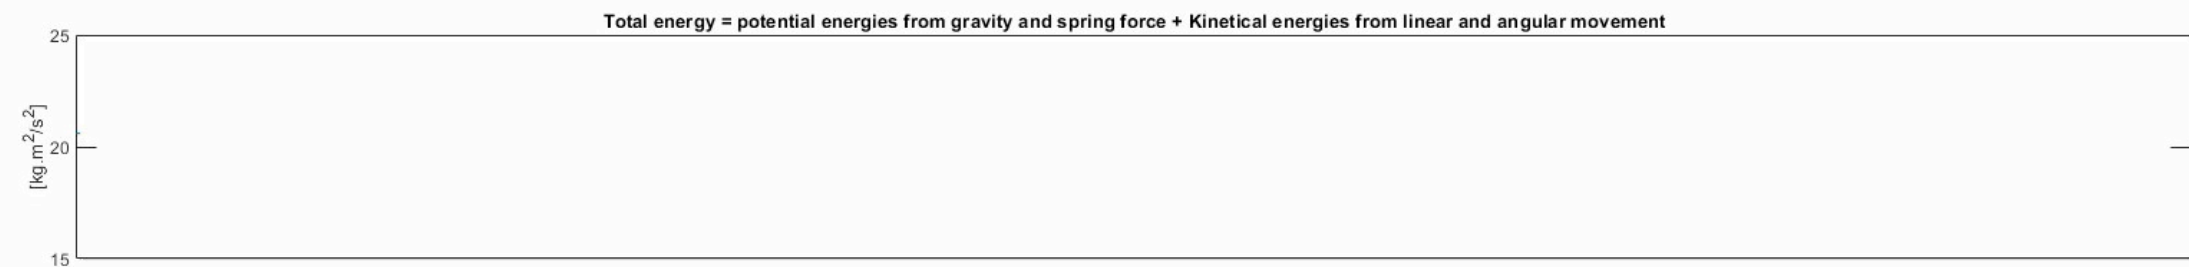 Total energy = potential energies from gravity and spring force + Kinetical energies from linear and angular movement
25
[kg.m²/s²]
20
15